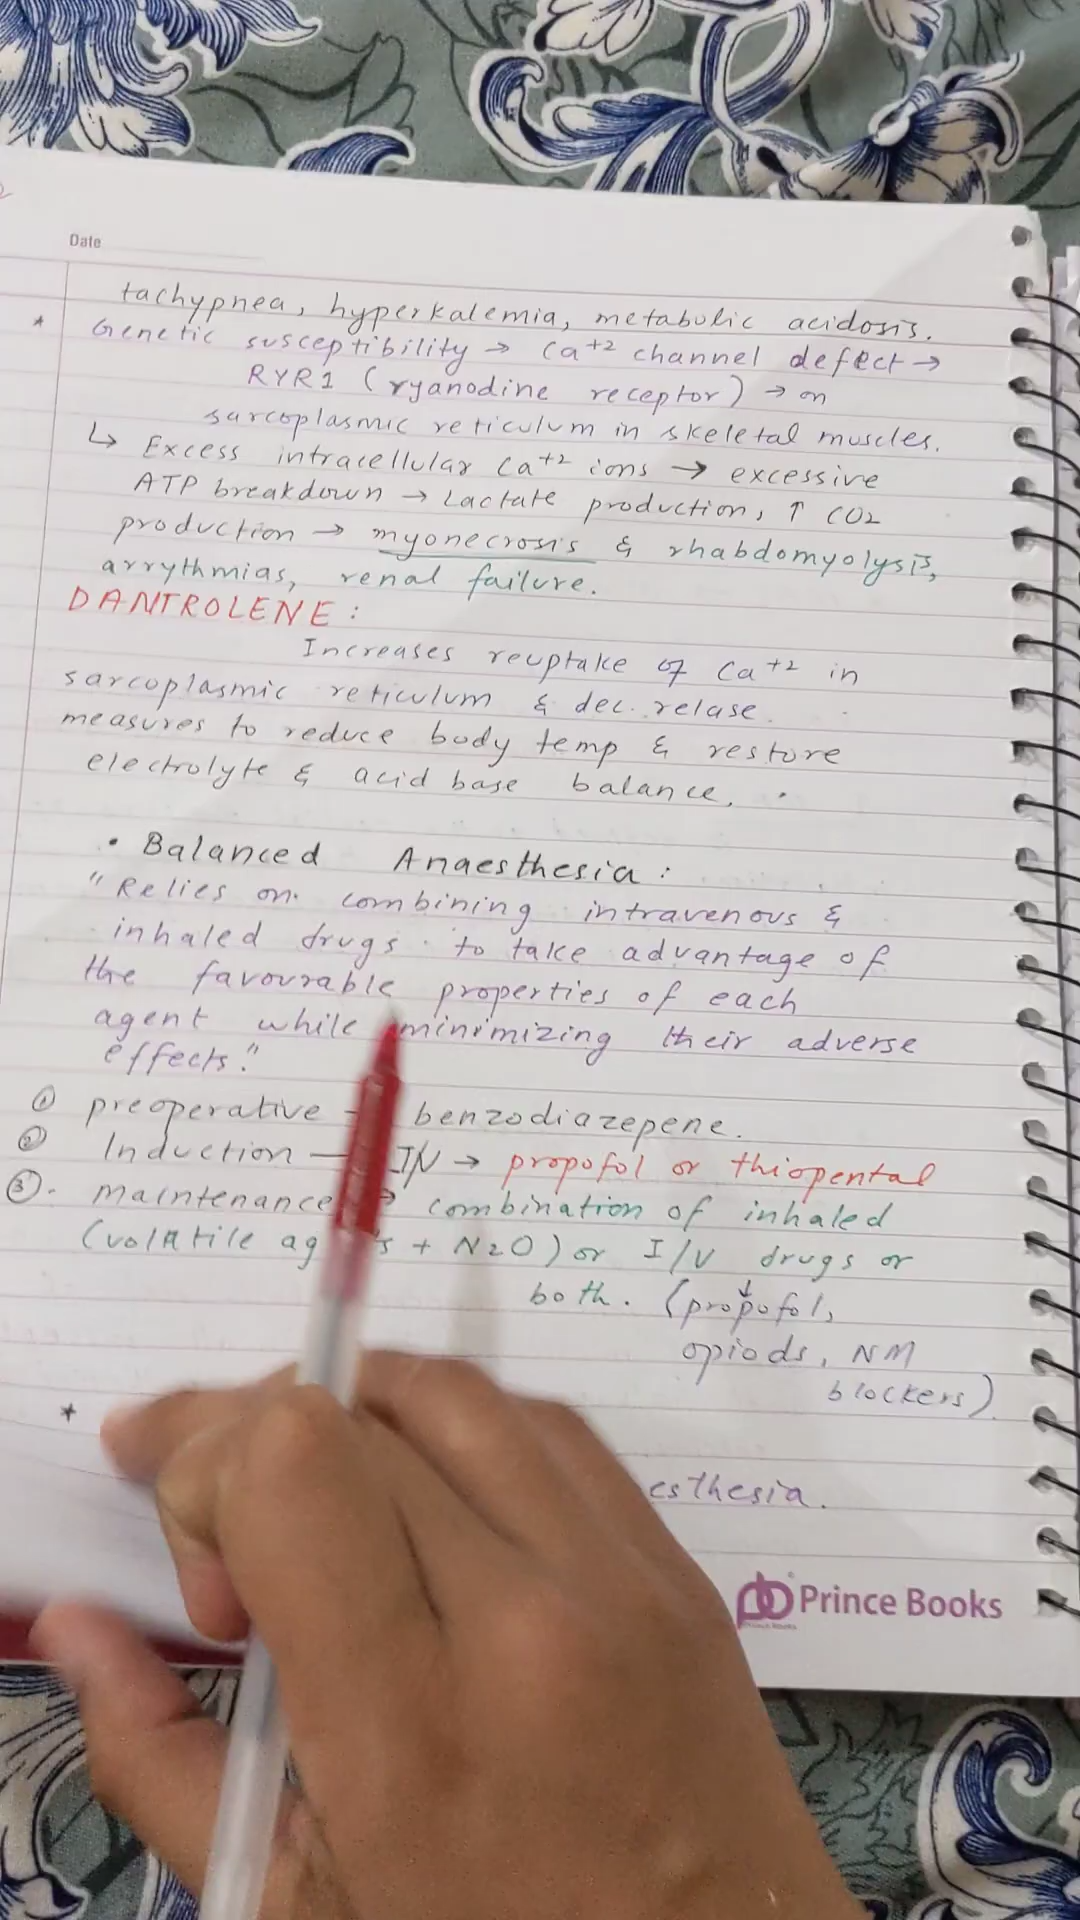 Date
tachypnea, hyperkalemia, metabolic acidosis.
* Genetic susceptibility → Ca+2 channel defect →
RYR1 (ryanodine receptor) → on
sarcoplasmic reticulum in skeletal muscles.
↳ Excess intracellular Ca+2 ions → excessive
ATP breakdown → Lactate production, ↑ CO2
production → myonecrosis & rhabdomyolysis,
arrythmias, renal failure.
DANTROLENE :
Increases reuptake of Ca+2 in
sarcoplasmic reticulum & dec. relase.
measures to reduce body temp & restore
electrolyte & acid base balance.
• Balanced Anaesthesia :
"Relies on combining intravenous &
inhaled drugs to take advantage of
the favourable properties of each
agent while minimizing their adverse
effects."
① preoperative benzodiazepene.
② Induction — I/V → propofol or thiopental
③. maintenance → combination of inhaled
(volatile + N2O) or I/V drugs or
both. (propofol,
opiods, NM
blockers)
*
esthesia.
Prince Books